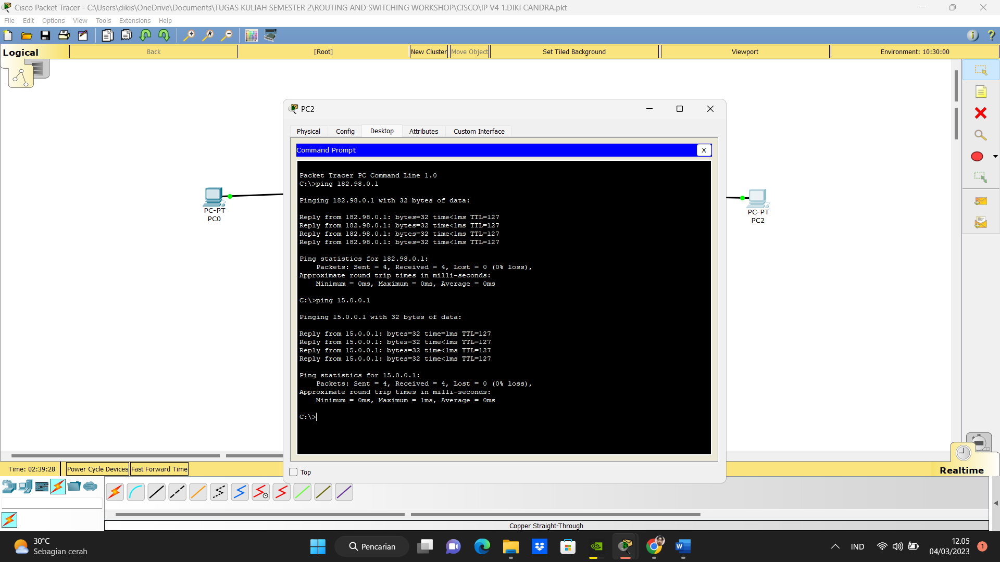 Cisco Packet Tracer - C:\Users\dikis\OneDrive\Documents\TUGAS KULIAH SEMESTER 2\ROUTING AND SWITCHING WORKSHOP\CISCO\IP V4 1.DIKI CANDRA.pkt
File Edit Options View Tools Extensions Help
Logical Back [Root] New Cluster Move Object Set Tiled Background Viewport Environment: 10:30:00
PC2
Physical Config Desktop Attributes Custom Interface
Command Prompt X
Packet Tracer PC Command Line 1.0
C:\>ping 182.98.0.1
Pinging 182.98.0.1 with 32 bytes of data:
Reply from 182.98.0.1: bytes=32 time<1ms TTL=127
Reply from 182.98.0.1: bytes=32 time<1ms TTL=127
Reply from 182.98.0.1: bytes=32 time<1ms TTL=127
Reply from 182.98.0.1: bytes=32 time<1ms TTL=127
Ping statistics for 182.98.0.1:
Packets: Sent = 4, Received = 4, Lost = 0 (0% loss),
Approximate round trip times in milli-seconds:
Minimum = 0ms, Maximum = 0ms, Average = 0ms
C:\>ping 15.0.0.1
Pinging 15.0.0.1 with 32 bytes of data:
Reply from 15.0.0.1: bytes=32 time=1ms TTL=127
Reply from 15.0.0.1: bytes=32 time<1ms TTL=127
Reply from 15.0.0.1: bytes=32 time<1ms TTL=127
Reply from 15.0.0.1: bytes=32 time<1ms TTL=127
Ping statistics for 15.0.0.1:
Packets: Sent = 4, Received = 4, Lost = 0 (0% loss),
Approximate round trip times in milli-seconds:
Minimum = 0ms, Maximum = 1ms, Average = 0ms
C:\>
Top
PC-PT
PC0
PC-PT
PC2
Time: 02:39:28 Power Cycle Devices Fast Forward Time Realtime
Copper Straight-Through
30°C
Sebagian cerah
Pencarian
IND
12.05
04/03/2023
1